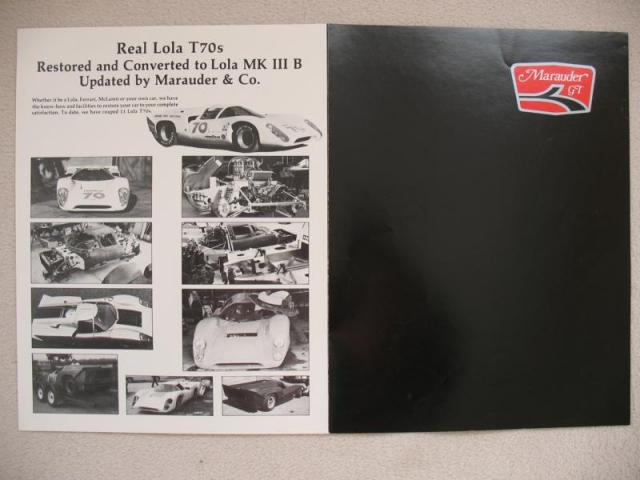 Real Lola T70s
Restored and Converted to Lola MK III B
Updated by Marauder & Co.
Whether it be a Lola, Ferrari, McLaren or your own car, we have
the know-how and facilities to restore your car to your complete
satisfaction. To date, we have couped 11 Lola T70s.
70
70
Marauder
GT